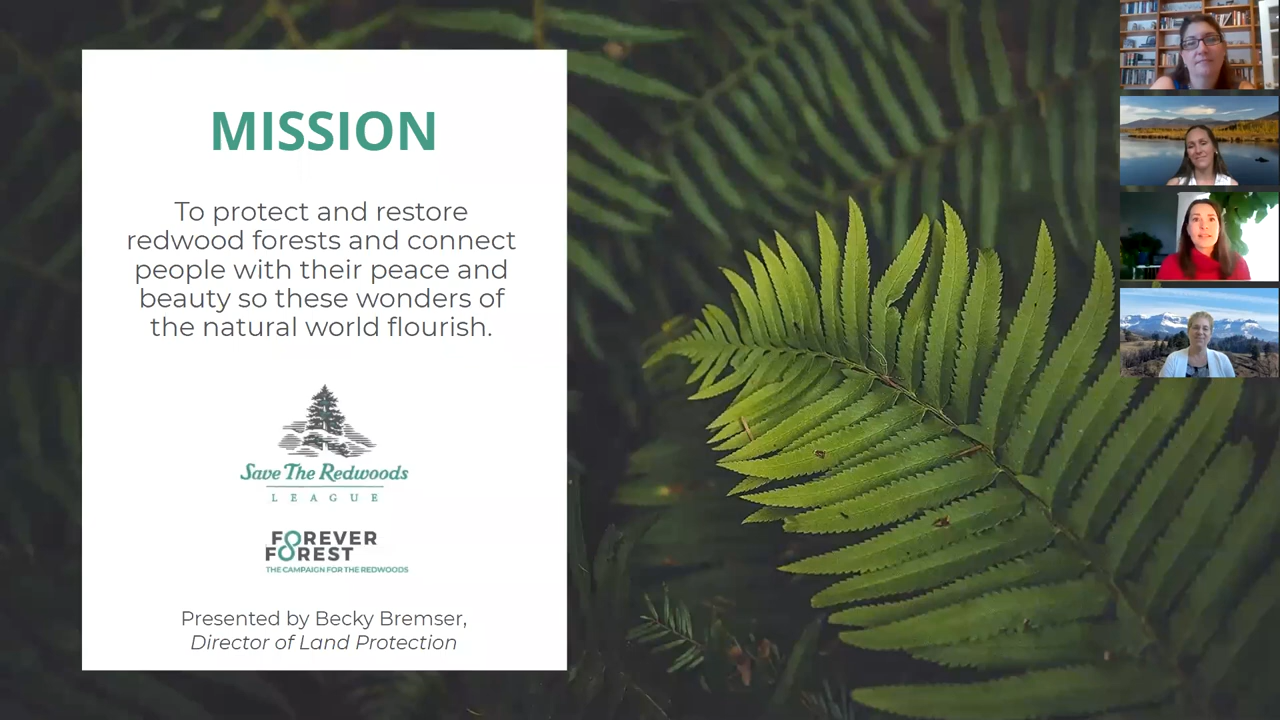 MISSION
To protect and restore
redwood forests and connect
people with their peace and
beauty so these wonders of
the natural world flourish.
Save The Redwoods
LEAGUE
FOREVER
FOREST
THE CAMPAIGN FOR THE REDWOODS
Presented by Becky Bremser,
Director of Land Protection